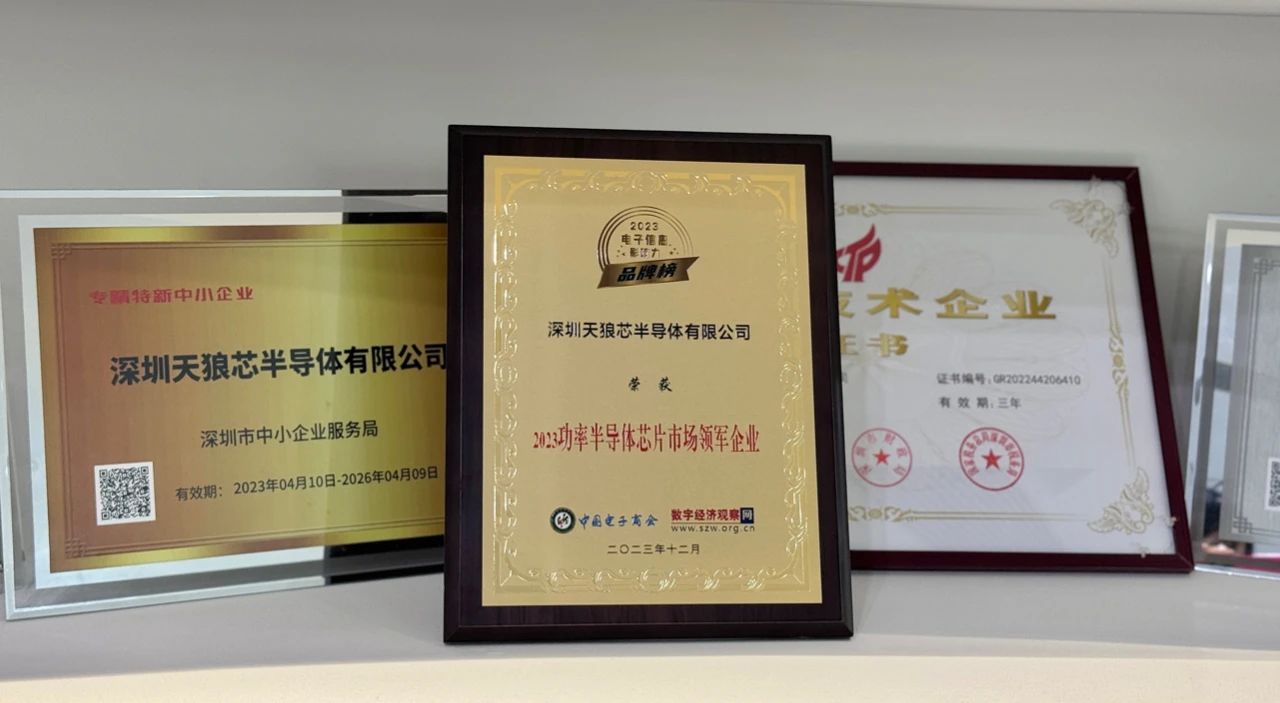 专精特新中小企业
深圳天狼芯半导体有限公司
深圳市中小企业服务局
有效期： 2023年04月10日-2026年04月09日
2023
电子信息
影响力
品牌榜
深圳天狼芯半导体有限公司
荣 获
2023功率半导体芯片市场领军企业
中国电子商会
数字经济观察网
www.szw.org.cn
二〇二三年十二月
技术企业
证书
证书编号:GR202244206410
有 效 期:三年